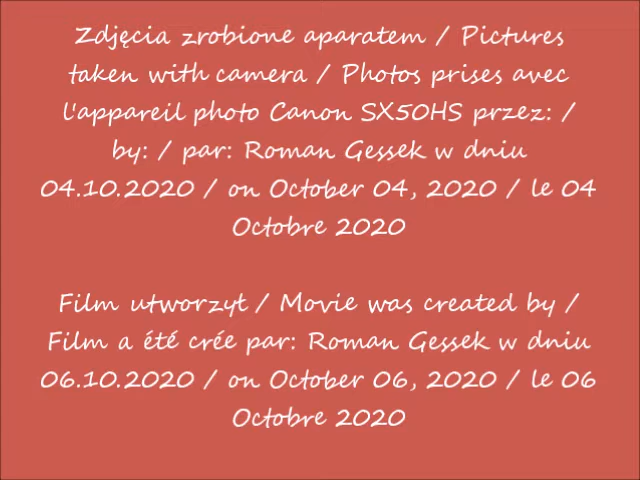 Zdjęcia zrobione aparatem / Pictures
taken with camera / Photos prises avec
l'appareil photo Canon SX50HS przez: /
by: / par: Roman Gessek w dniu
04.10.2020 / on October 04, 2020 / le 04
Octobre 2020
Film utworzył / Movie was created by /
Film a été crée par: Roman Gessek w dniu
06.10.2020 / on October 06, 2020 / le 06
Octobre 2020